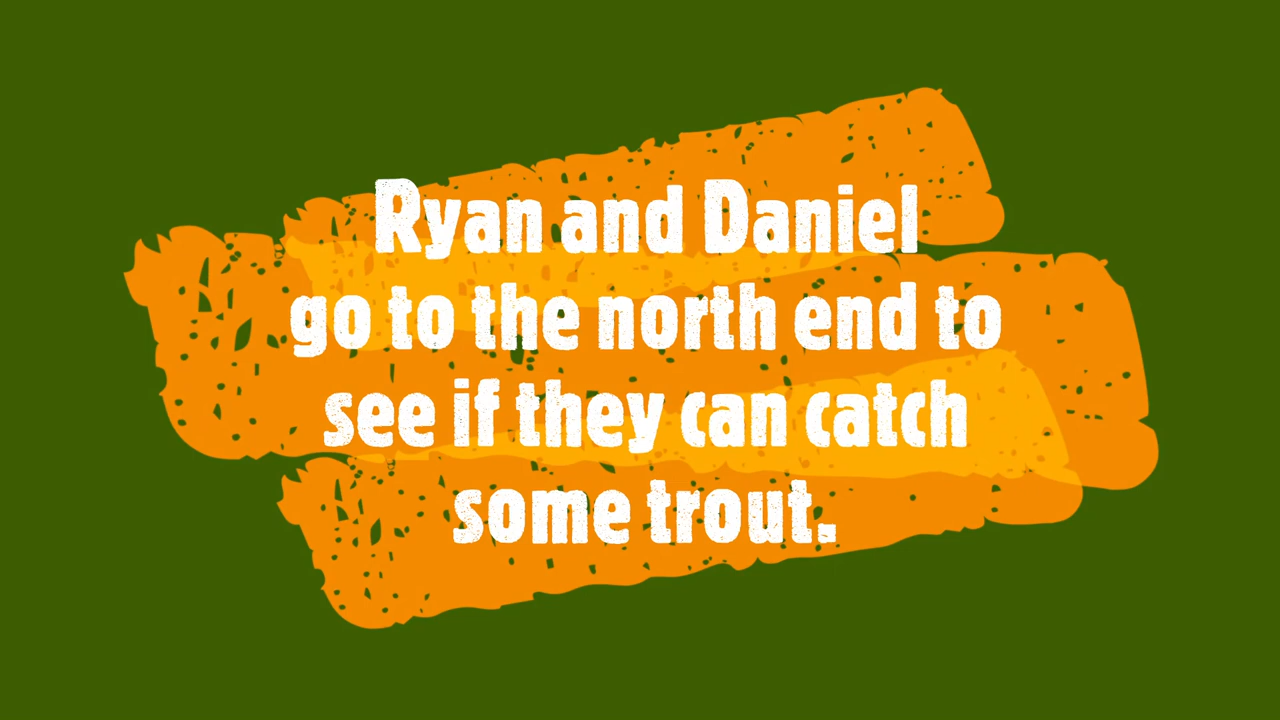 Ryan and Daniel
go to the north end to
see if they can catch
some trout.